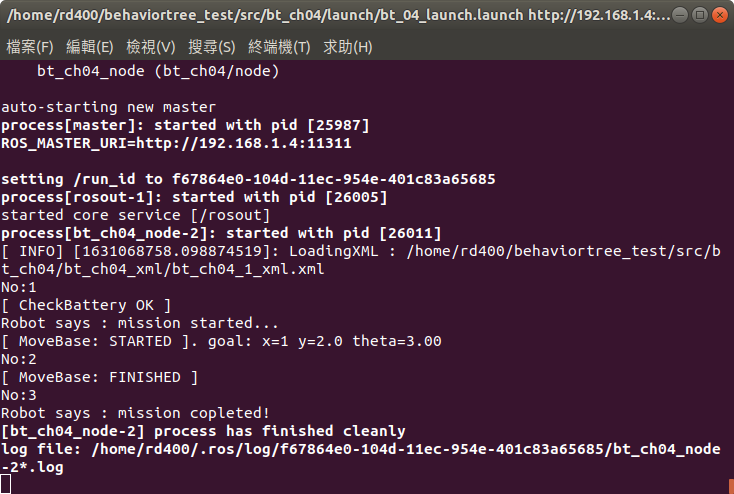 /home/rd400/behaviortree_test/src/bt_ch04/launch/bt_04_launch.launch http://192.168.1.4:...
檔案(F) 編輯(E) 檢視(V) 搜尋(S) 終端機(T) 求助(H)
bt_ch04_node (bt_ch04/node)
auto-starting new master
process[master]: started with pid [25987]
ROS_MASTER_URI=http://192.168.1.4:11311
setting /run_id to f67864e0-104d-11ec-954e-401c83a65685
process[rosout-1]: started with pid [26005]
started core service [/rosout]
process[bt_ch04_node-2]: started with pid [26011]
[ INFO] [1631068758.098874519]: LoadingXML : /home/rd400/behaviortree_test/src/b
t_ch04/bt_ch04_xml/bt_ch04_1_xml.xml
No:1
[ CheckBattery OK ]
Robot says : mission started...
[ MoveBase: STARTED ]. goal: x=1 y=2.0 theta=3.00
No:2
[ MoveBase: FINISHED ]
No:3
Robot says : mission copleted!
[bt_ch04_node-2] process has finished cleanly
log file: /home/rd400/.ros/log/f67864e0-104d-11ec-954e-401c83a65685/bt_ch04_node
-2*.log